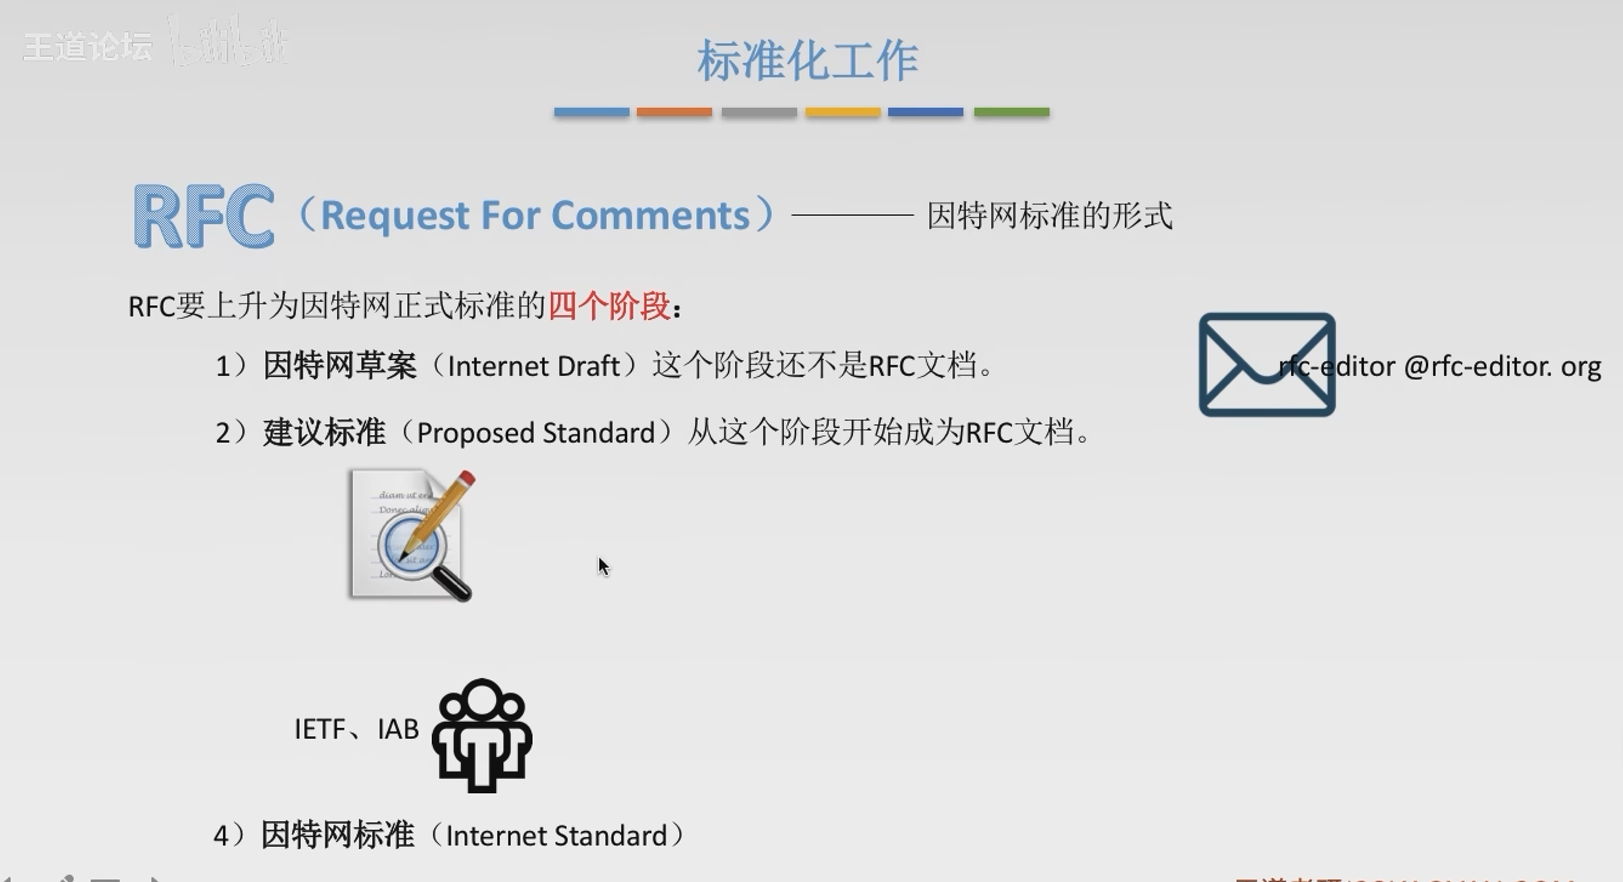 王道论坛 bilibili
标准化工作
RFC（Request For Comments）———— 因特网标准的形式
RFC要上升为因特网正式标准的四个阶段：
1）因特网草案（Internet Draft）这个阶段还不是RFC文档。
rfc-editor @rfc-editor. org
2）建议标准（Proposed Standard）从这个阶段开始成为RFC文档。
diam ut
Donec
IETF、IAB
4）因特网标准（Internet Standard）